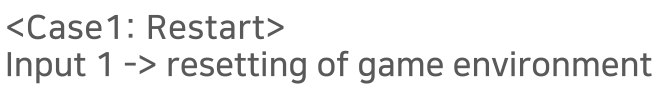 <Case1: Restart>
Input 1 -> resetting of game environment